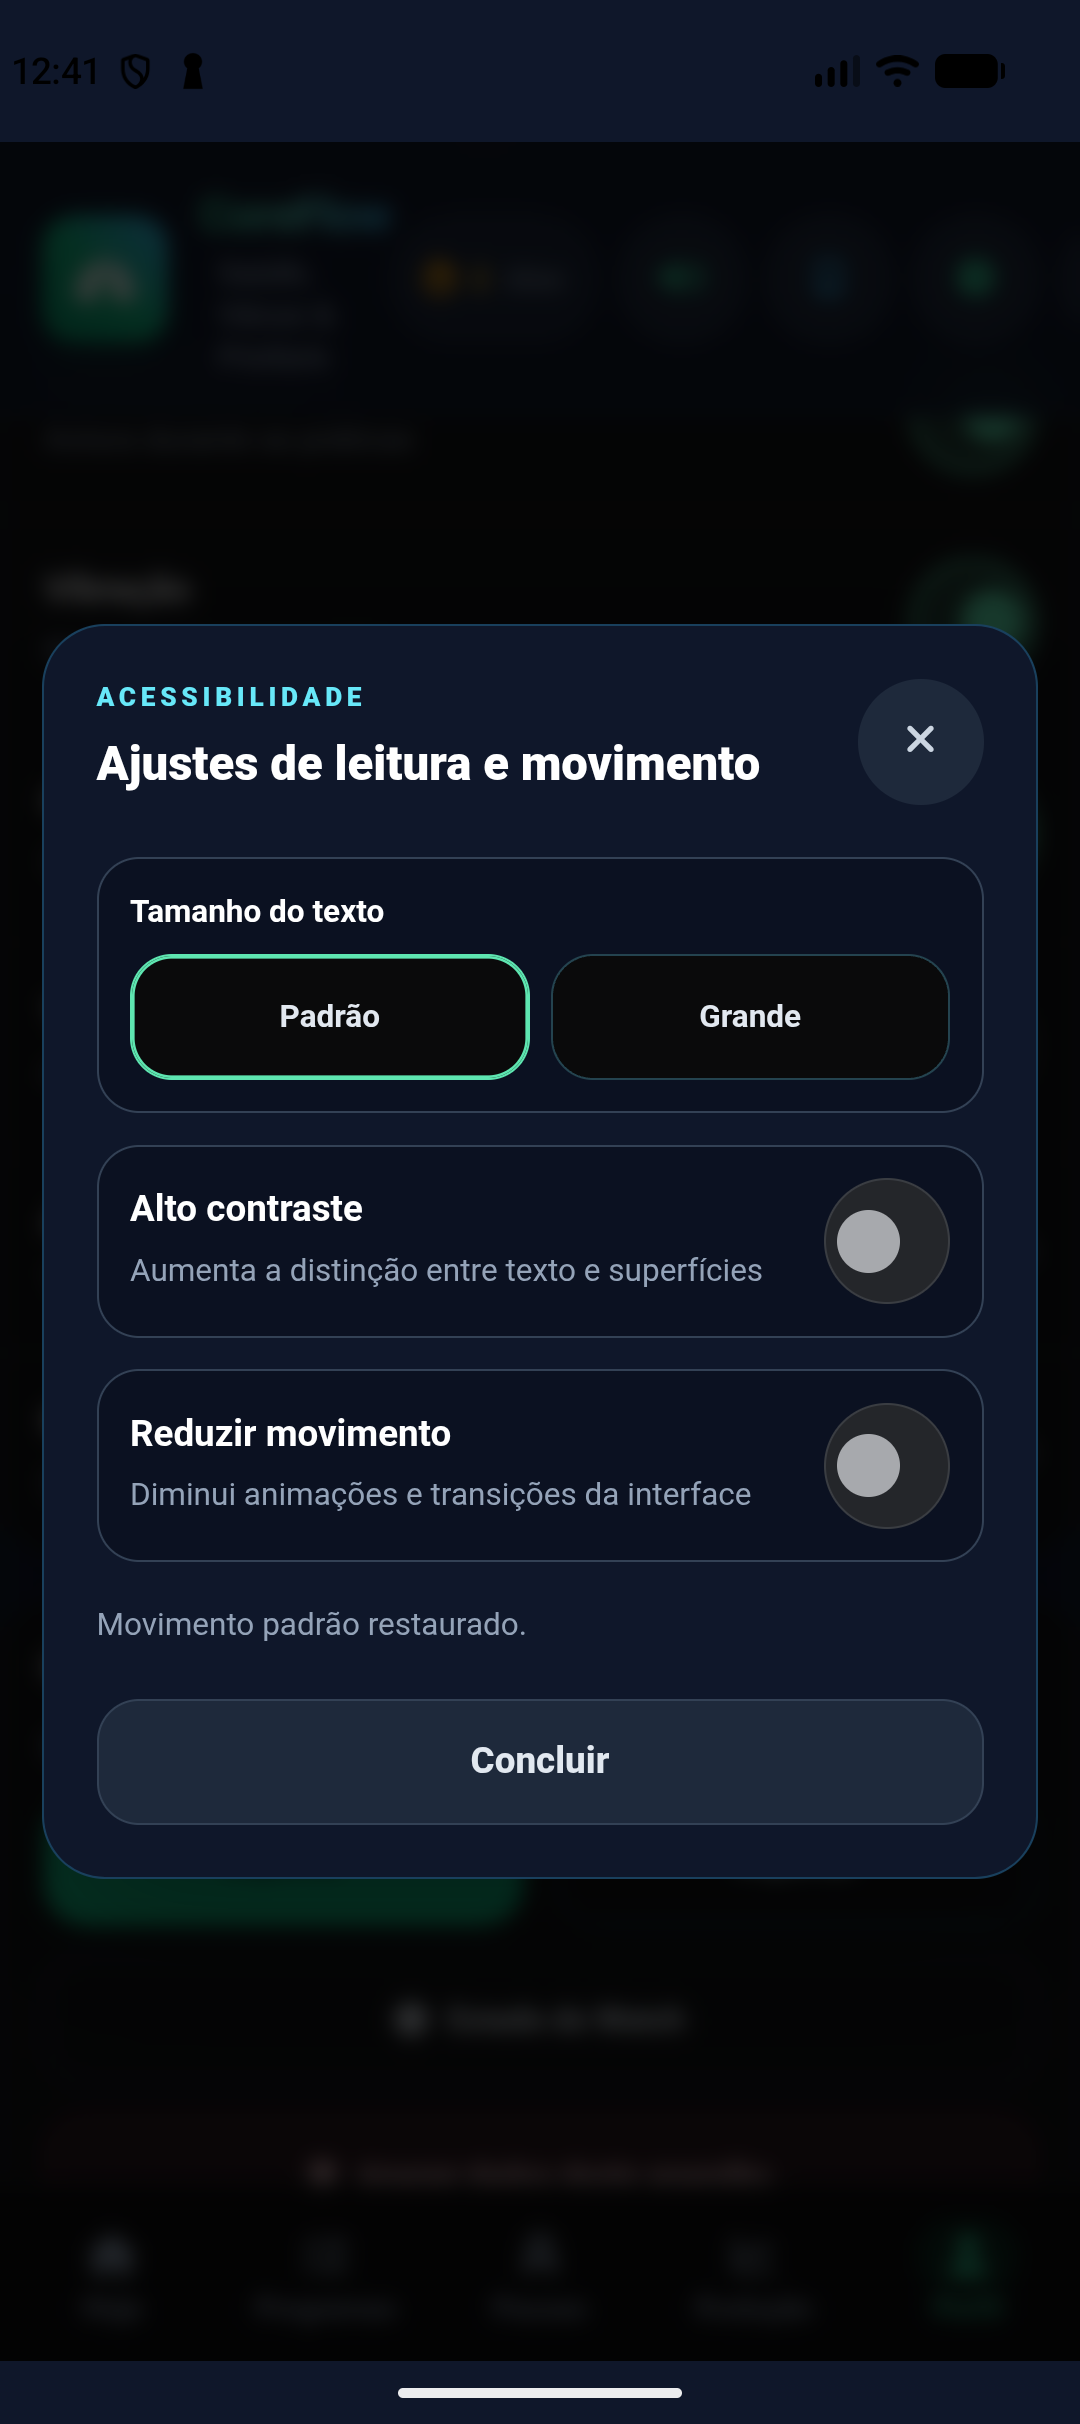 12:41
ACESSIBILIDADE
Ajustes de leitura e movimento
Tamanho do texto
Padrão
Grande
Alto contraste
Aumenta a distinção entre texto e superfícies
Reduzir movimento
Diminui animações e transições da interface
Movimento padrão restaurado.
Concluir